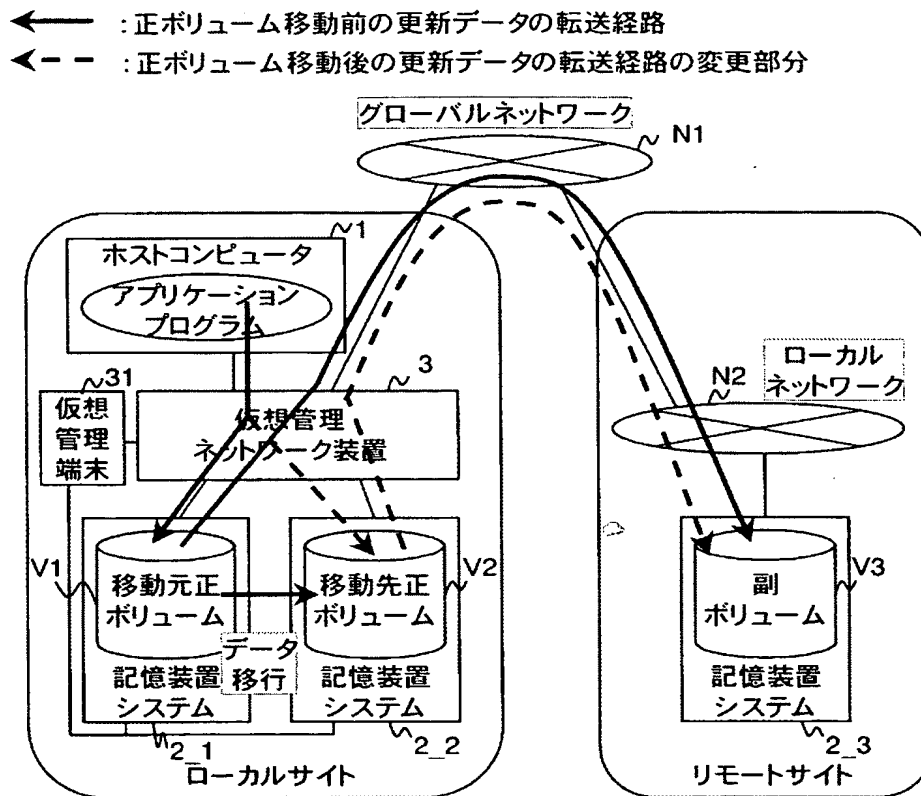 :正ボリューム移動前の更新データの転送経路
:正ボリューム移動後の更新データの転送経路の変更部分
グローバルネットワーク
N1
1
ホストコンピュータ
アプリケーション
プログラム
31
仮想
管理
端末
3
仮想管理
ネットワーク装置
N2
ローカル
ネットワーク
V1
移動元正
ボリューム
V2
移動先正
ボリューム
V3
副
ボリューム
データ
移行
記憶装置
システム
記憶装置
システム
記憶装置
システム
2_1
2_2
2_3
ローカルサイト
リモートサイト